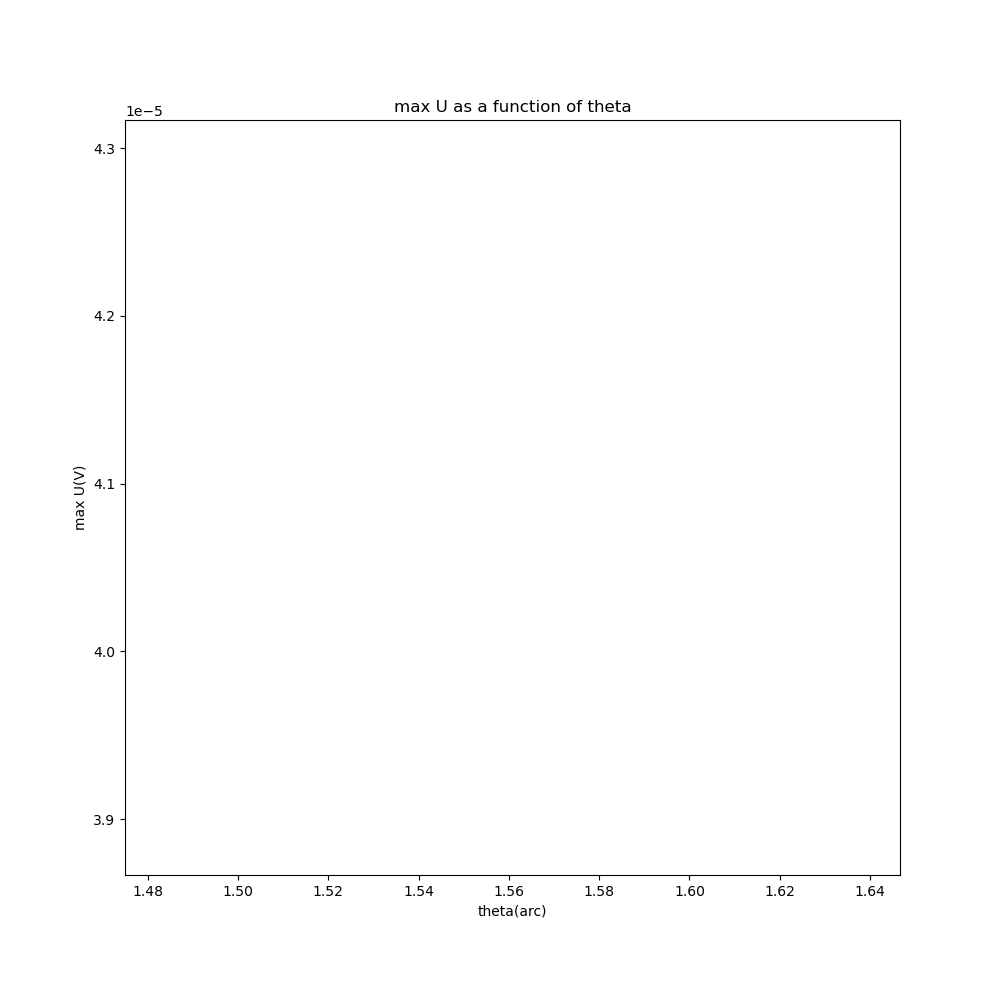 max U as a function of theta
1e−5
4.3
4.2
4.1
4.0
3.9
max U(V)
1.48 1.50 1.52 1.54 1.56 1.58 1.60 1.62 1.64
theta(arc)